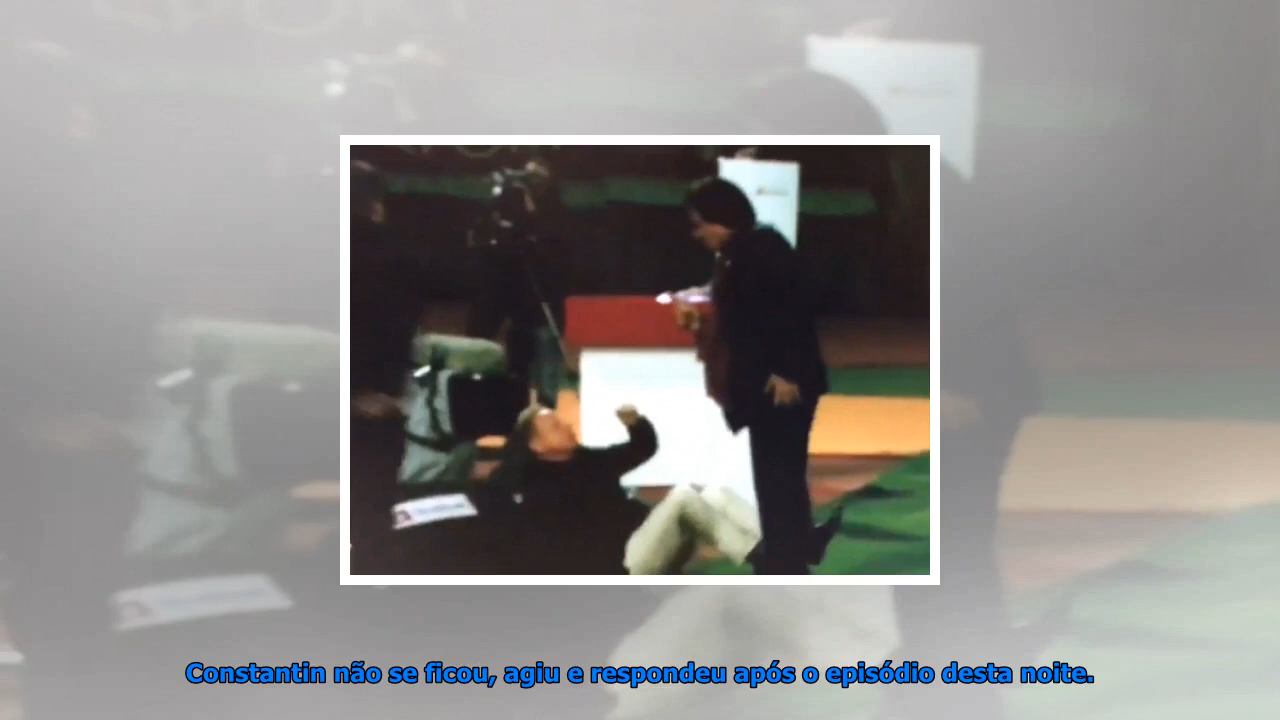 Constantin não se ficou, agiu e respondeu após o episódio desta noite.